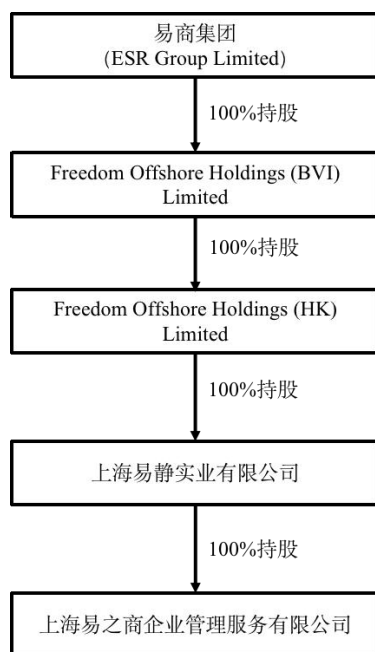 易商集团
(ESR Group Limited)
100%持股
Freedom Offshore Holdings (BVI)
Limited
100%持股
Freedom Offshore Holdings (HK)
Limited
100%持股
上海易静实业有限公司
100%持股
上海易之商企业管理服务有限公司